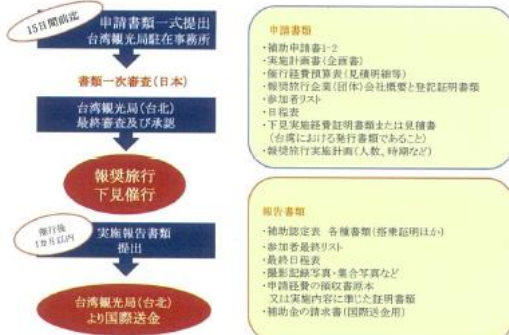 15日間前迄
申請書類一式提出
台湾観光局駐在事務所
書類一次審査(日本)
台湾観光局(台北)
最終審査及び承認
報奨旅行
下見催行
催行後
1カ月以内
実施報告書類
提出
台湾観光局(台北)
より国際送金
申請書類
・補助申請書1-2
・実施計画書(企画書)
・催行経費預算表(見積明細等)
・報奨旅行企業(団体)会社概要と登記証明書類
・参加者リスト
・日程表
・下見実施経費証明書類または見積書
(台湾における発行書類であること)
・報奨旅行実施計画(人数、時期など)
報告書類
・補助認定表 各種書類(搭乗証明ほか)
・参加者最終リスト
・最終日程表
・撮影記録写真・集合写真など
・申請経費の領収書原本
又は実施内容に準じた証明書類
・補助金の請求書(国際送金用)